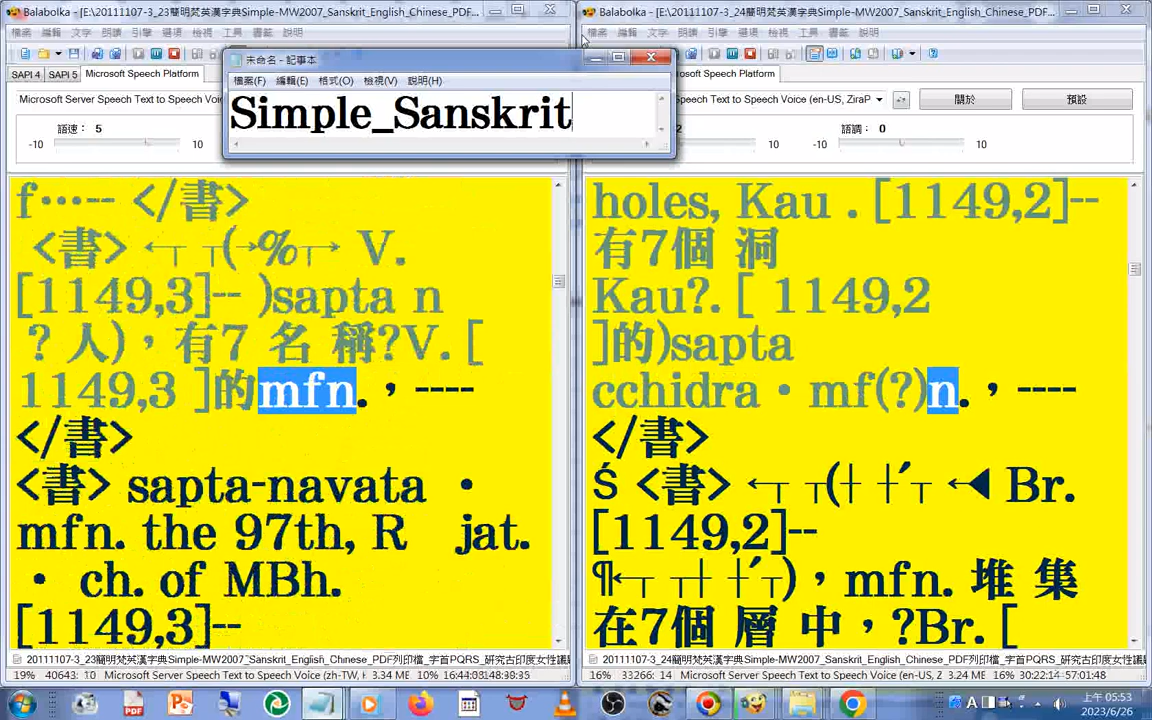 Balabolka - [E:\20111107-3_23簡明梵英漢字典Simple-MW2007_Sanskrit_English_Chinese_PDF...
檔案 編輯 文字 朗讀 引擎 選項 檢視 工具 書籤 說明
SAPI 4 SAPI 5 Microsoft Speech Platform
Microsoft Server Speech Text to Speech Voice (zh-TW,
語速: 5
-10 10
未命名 - 記事本
檔案(F) 編輯(E) 格式(O) 檢視(V) 說明(H)
Simple_Sanskrit
f…-- </書>
V.
[1149,3]-- )sapta n
? 人)，有7 名 稱?V. [
1149,3 ]的mfn.，----
</書>
<書> sapta-navata •
mfn. the 97th, R jat.
• ch. of MBh.
[1149,3]--
20111107-3_23簡明梵英漢字典Simple-MW2007_Sanskrit_English_Chinese_PDF列印檔_字首PQRS_研究古印度女性議
19% 40643: 10 Microsoft Server Speech Text to Speech Voice (zh-TW, H 3.34 ME 10%
Balabolka - [E:\20111107-3_24簡明梵英漢字典Simple-MW2007_Sanskrit_English_Chinese_PDF...
檔案 編輯 文字 朗讀 引擎 選項 檢視 工具 書籤 說明
Speech Platform
Speech Text to Speech Voice (en-US, ZiraP
關於 預設
2 語調: 0
10 -10 10
holes, Kau . [1149,2]--
有7個 洞
Kau?. [ 1149,2
]的)sapta
cchidra • mf(?)n.，----
</書>
Ś <書> Br.
[1149,2]--
mfn. 堆 集
在7個 層 中，?Br. [
20111107-3_24簡明梵英漢字典Simple-MW2007_Sanskrit_English_Chinese_PDF列印檔_字首PQRS_研究古印度女性議
16% 33266: 14 Microsoft Server Speech Text to Speech Voice (en-US, Z 3.24 ME 16% 30:22:14-57:01:48
上午 05:53
2023/6/26